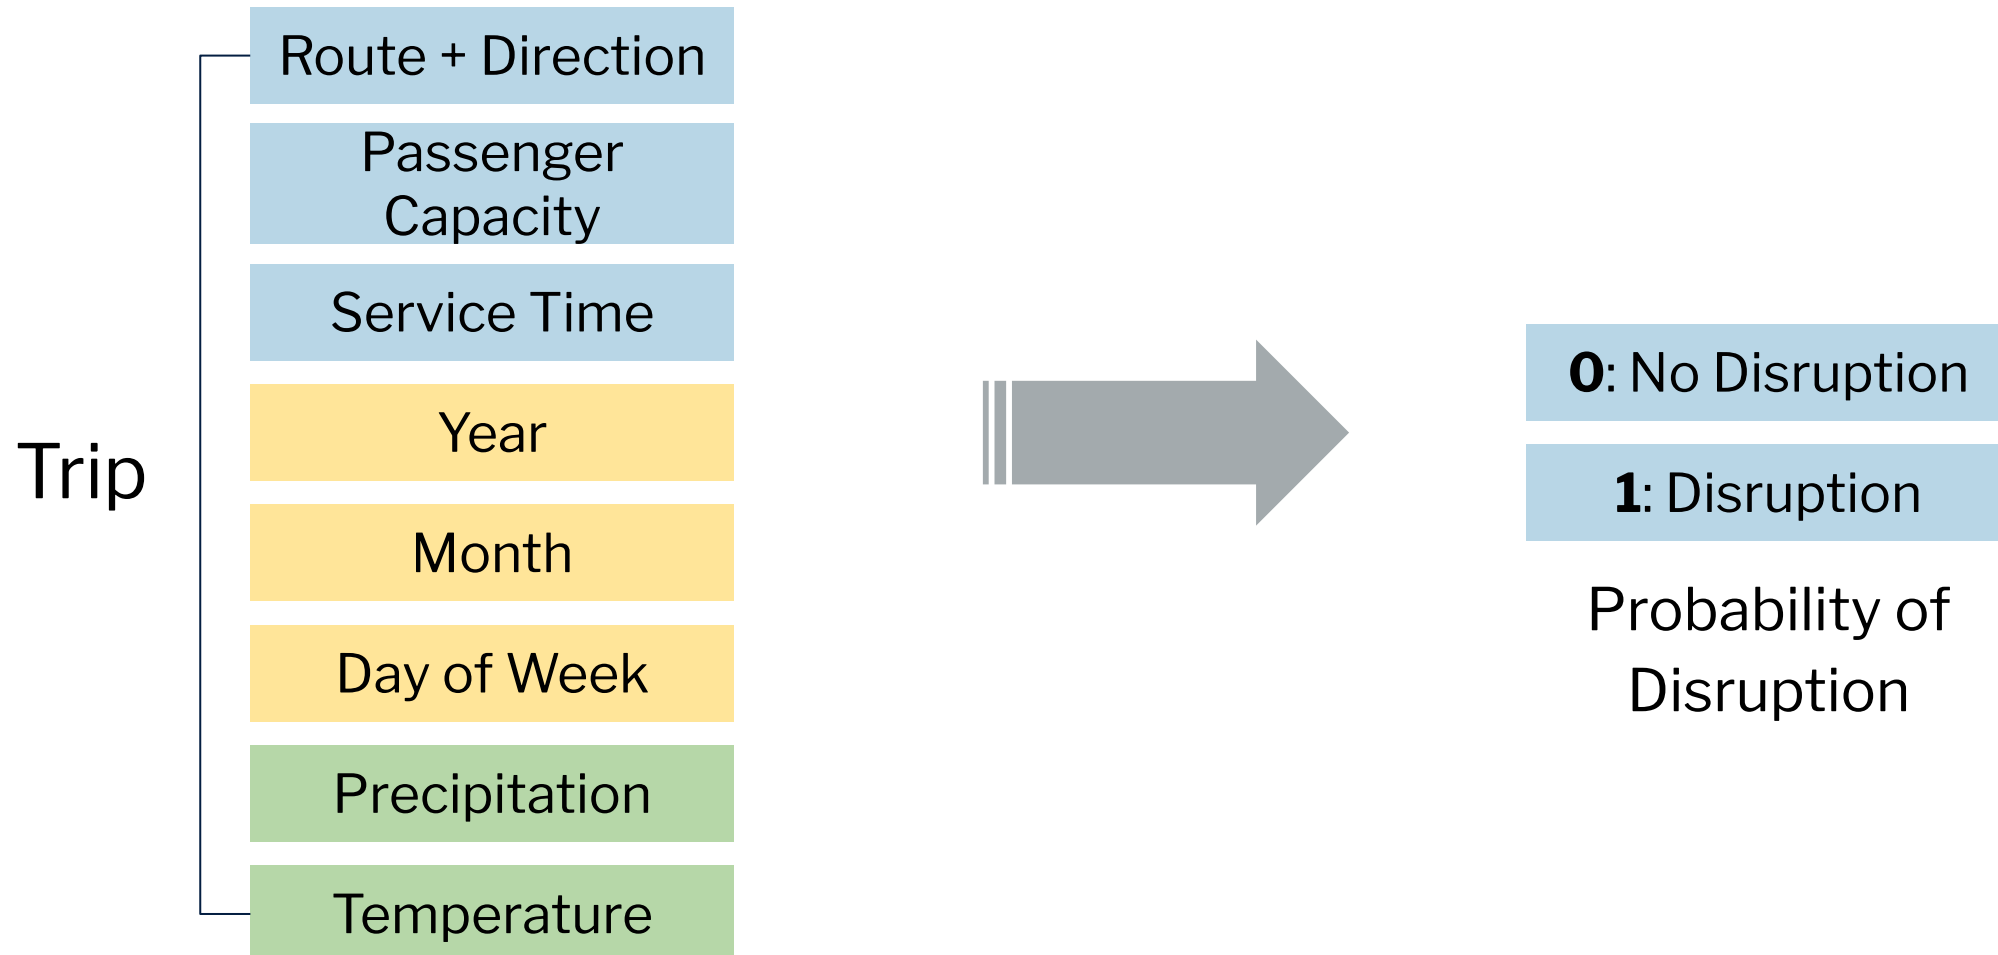 Trip
Route + Direction
Passenger
Capacity
Service Time
Year
Month
Day of Week
Precipitation
Temperature
0: No Disruption
1: Disruption
Probability of
Disruption